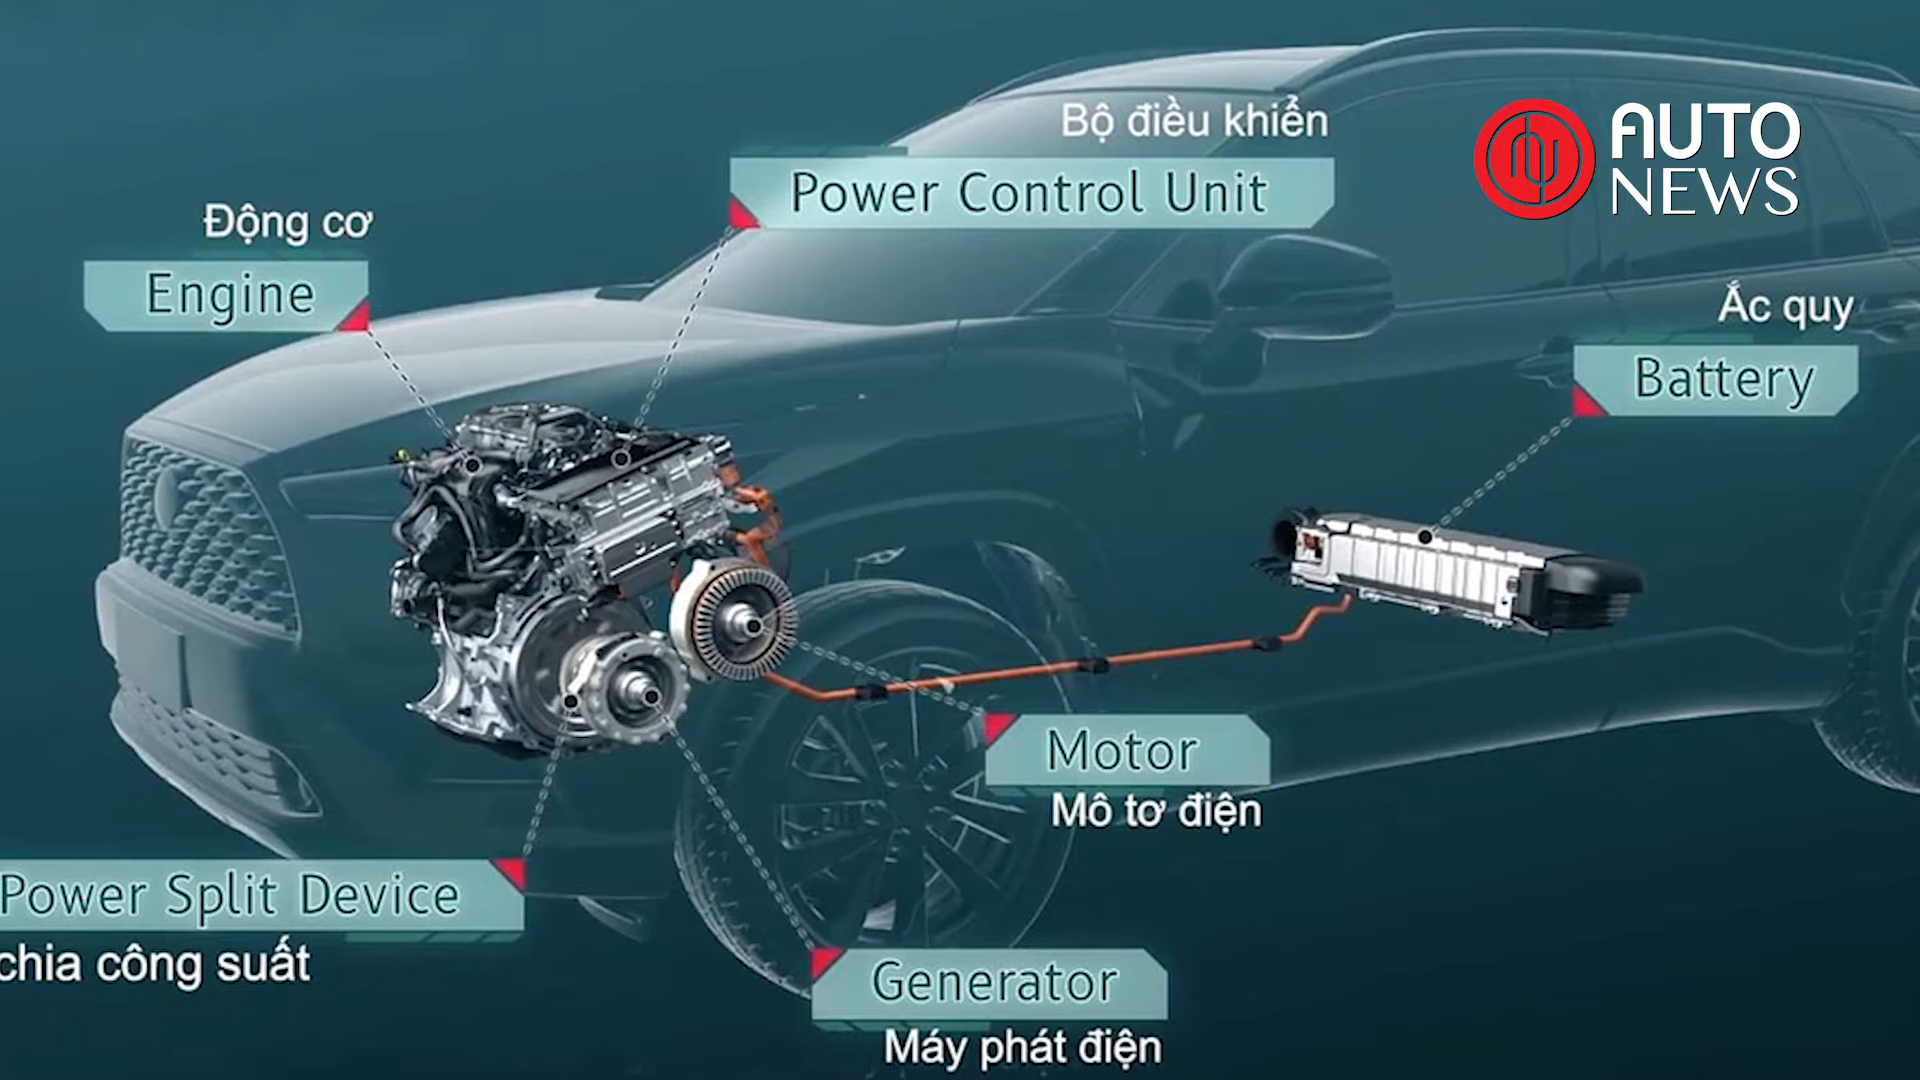 Bộ điều khiển
Power Control Unit
AUTO
NEWS
Động cơ
Engine
Ắc quy
Battery
Motor
Mô tơ điện
Power Split Device
chia công suất
Generator
Máy phát điện